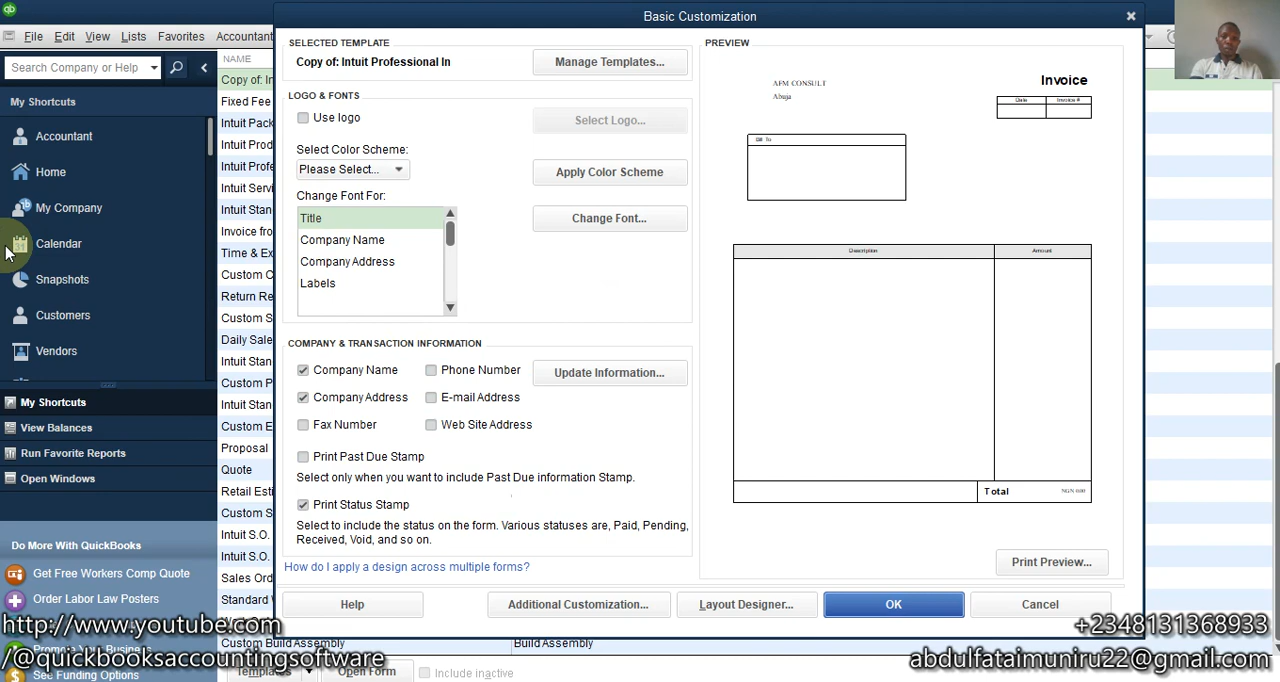 Basic Customization
File Edit View Lists Favorites Accountant
Search Company or Help
My Shortcuts
Accountant
Home
My Company
Calendar
Snapshots
Customers
Vendors
My Shortcuts
View Balances
Run Favorite Reports
Open Windows
Do More With QuickBooks
Get Free Workers Comp Quote
Order Labor Law Posters
See Funding Options
NAME
Copy of: In
Fixed Fee
Intuit Pack
Intuit Prod
Intuit Profe
Intuit Servi
Intuit Stan
Invoice fro
Time & Ex
Custom C
Return Re
Custom S
Daily Sale
Intuit Stan
Custom P
Intuit Stan
Custom E
Proposal
Quote
Retail Esti
Custom S
Intuit S.O.
Intuit S.O.
Sales Ord
Standard
Custom Build Assembly
Build Assembly
Templates
Open Form
Include inactive
SELECTED TEMPLATE
Copy of: Intuit Professional In
Manage Templates...
LOGO & FONTS
Use logo
Select Logo...
Select Color Scheme:
Please Select...
Apply Color Scheme
Change Font For:
Title
Change Font...
Company Name
Company Address
Labels
COMPANY & TRANSACTION INFORMATION
Company Name Phone Number Update Information...
Company Address E-mail Address
Fax Number Web Site Address
Print Past Due Stamp
Select only when you want to include Past Due information Stamp.
Print Status Stamp
Select to include the status on the form. Various statuses are, Paid, Pending,
Received, Void, and so on.
How do I apply a design across multiple forms?
PREVIEW
AFM CONSULT
Abuja
Invoice
Date Invoice #
Bill To
Description Amount
Total NGN 0.00
Print Preview...
Help Additional Customization... Layout Designer... OK Cancel
http://www.youtube.com
/@quickbooksaccountingsoftware
+2348131368933
abdulfataimuniru22@gmail.com